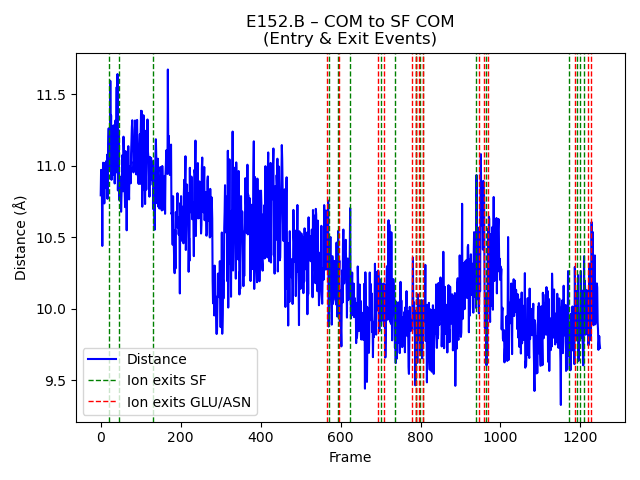 E152.B – COM to SF COM
(Entry & Exit Events)
Distance (Å)
11.5
11.0
10.5
10.0
9.5
Distance
Ion exits SF
Ion exits GLU/ASN
0 200 400 600 800 1000 1200
Frame